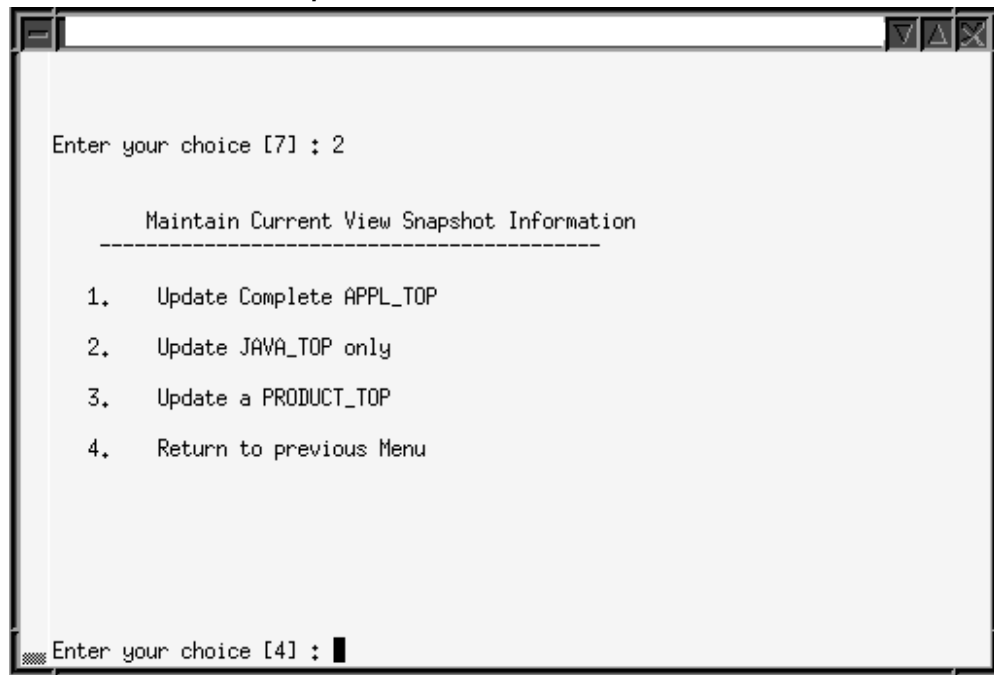 Enter your choice [7] : 2
Maintain Current View Snapshot Information
-------------------------------------------
1. Update Complete APPL_TOP
2. Update JAVA_TOP only
3. Update a PRODUCT_TOP
4. Return to previous Menu
Enter your choice [4] :